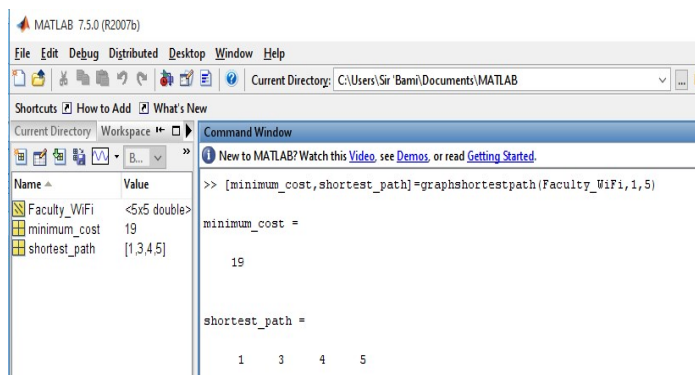 MATLAB 7.5.0 (R2007b)
File Edit Debug Distributed Desktop Window Help
Current Directory: C:\Users\Sir 'Bami\Documents\MATLAB
Shortcuts How to Add What's New
Current Directory Workspace
B...
Name Value
Faculty_WiFi <5x5 double>
minimum_cost 19
shortest_path [1,3,4,5]
Command Window
New to MATLAB? Watch this Video, see Demos, or read Getting Started.
>> [minimum_cost,shortest_path]=graphshortestpath(Faculty_WiFi,1,5)
minimum_cost =
19
shortest_path =
1 3 4 5